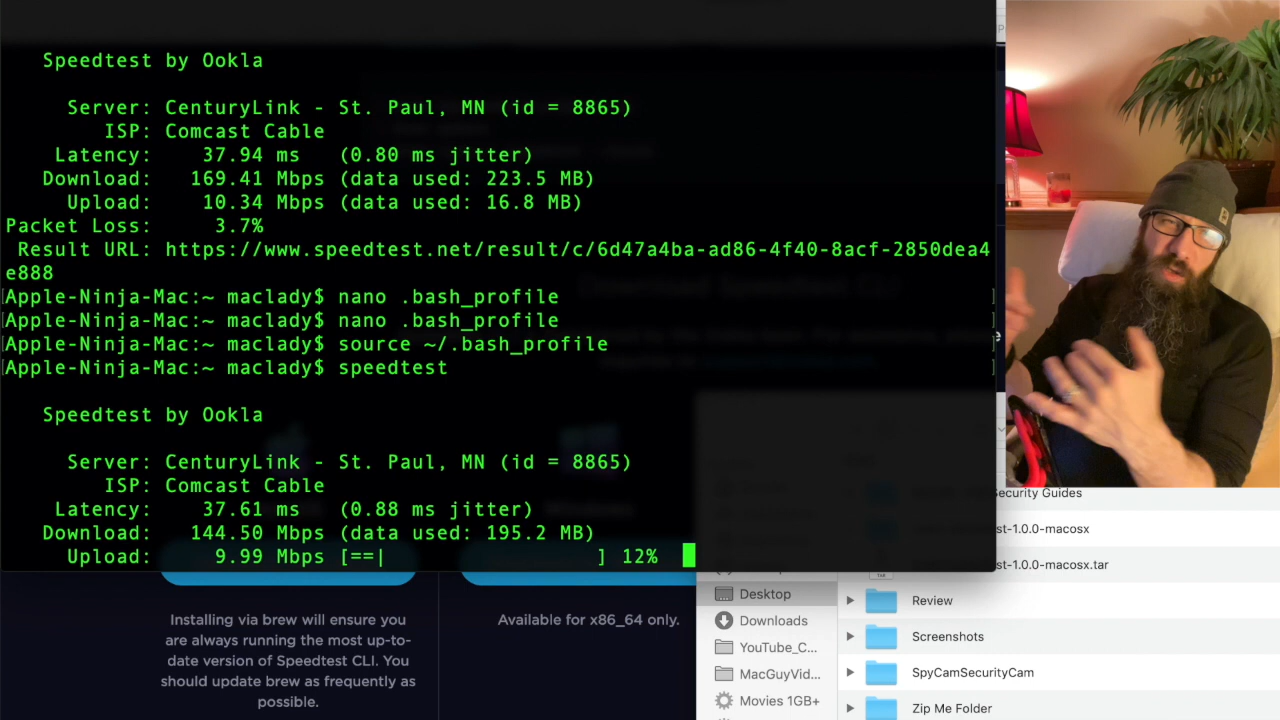 Speedtest by Ookla
Server: CenturyLink - St. Paul, MN (id = 8865)
ISP: Comcast Cable
Latency: 37.94 ms (0.80 ms jitter)
Download: 169.41 Mbps (data used: 223.5 MB)
Upload: 10.34 Mbps (data used: 16.8 MB)
Packet Loss: 3.7%
Result URL: https://www.speedtest.net/result/c/6d47a4ba-ad86-4f40-8acf-2850dea4
e888
[Apple-Ninja-Mac:~ maclady$ nano .bash_profile ]
[Apple-Ninja-Mac:~ maclady$ nano .bash_profile ]
[Apple-Ninja-Mac:~ maclady$ source ~/.bash_profile ]
[Apple-Ninja-Mac:~ maclady$ speedtest ]
Speedtest by Ookla
Server: CenturyLink - St. Paul, MN (id = 8865)
ISP: Comcast Cable
Latency: 37.61 ms (0.88 ms jitter)
Download: 144.50 Mbps (data used: 195.2 MB)
Upload: 9.99 Mbps [==| ] 12%
Installing via brew will ensure you
are always running the most up-to-
date version of Speedtest CLI. You
should update brew as frequently as
possible.
Available for x86_64 only.
Desktop
Downloads
YouTube_C...
MacGuyVid...
Movies 1GB+
Security Guides
st-1.0.0-macosx
st-1.0.0-macosx.tar
Review
Screenshots
SpyCamSecurityCam
Zip Me Folder